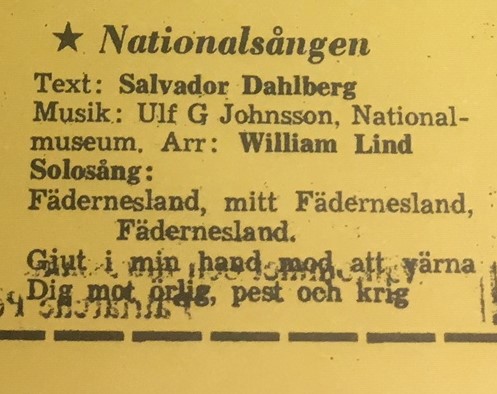 ★ Nationalsången
Text: Salvador Dahlberg
Musik: Ulf G Johnsson, National-
museum. Arr: William Lind
Solosång:
Fädernesland, mitt Fädernesland,
Fädernesland.
Gjut i min hand mod att värna
Dig mot örlig, pest och krig